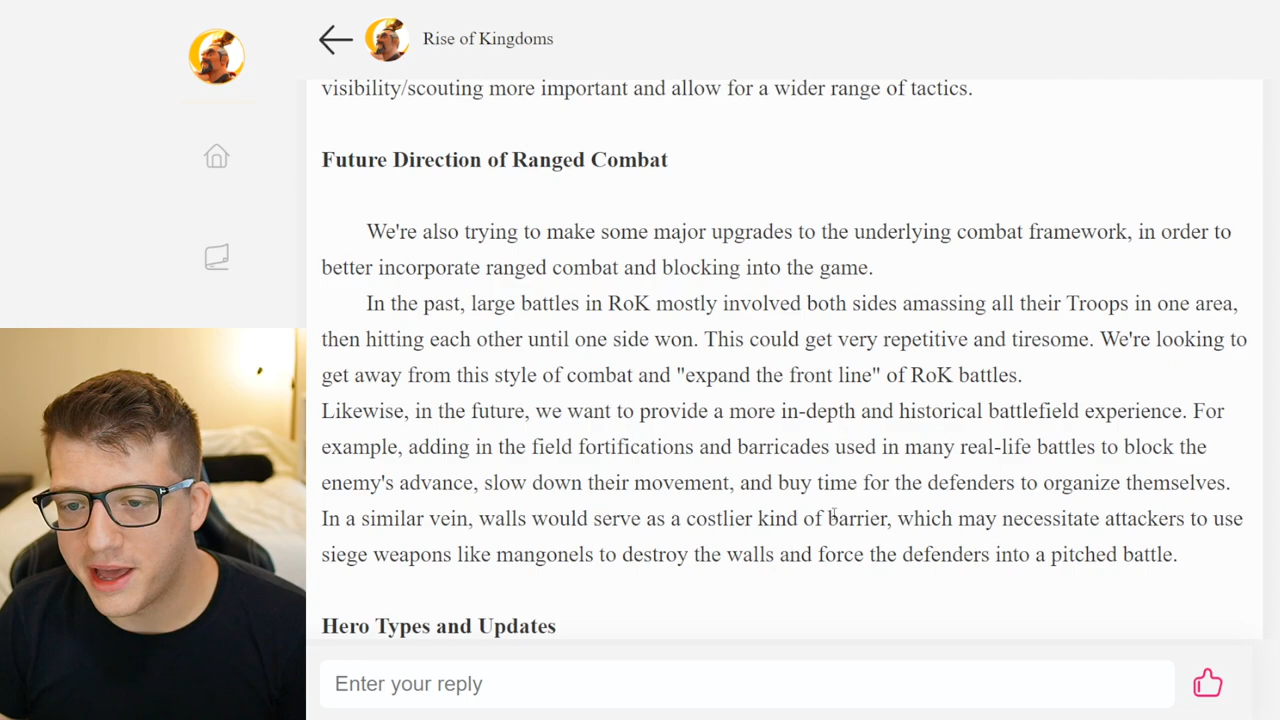 Rise of Kingdoms
visibility/scouting more important and allow for a wider range of tactics.
Future Direction of Ranged Combat
We're also trying to make some major upgrades to the underlying combat framework, in order to
better incorporate ranged combat and blocking into the game.
In the past, large battles in RoK mostly involved both sides amassing all their Troops in one area,
then hitting each other until one side won. This could get very repetitive and tiresome. We're looking to
get away from this style of combat and "expand the front line" of RoK battles.
Likewise, in the future, we want to provide a more in-depth and historical battlefield experience. For
example, adding in the field fortifications and barricades used in many real-life battles to block the
enemy's advance, slow down their movement, and buy time for the defenders to organize themselves.
In a similar vein, walls would serve as a costlier kind of barrier, which may necessitate attackers to use
siege weapons like mangonels to destroy the walls and force the defenders into a pitched battle.
Hero Types and Updates
Enter your reply